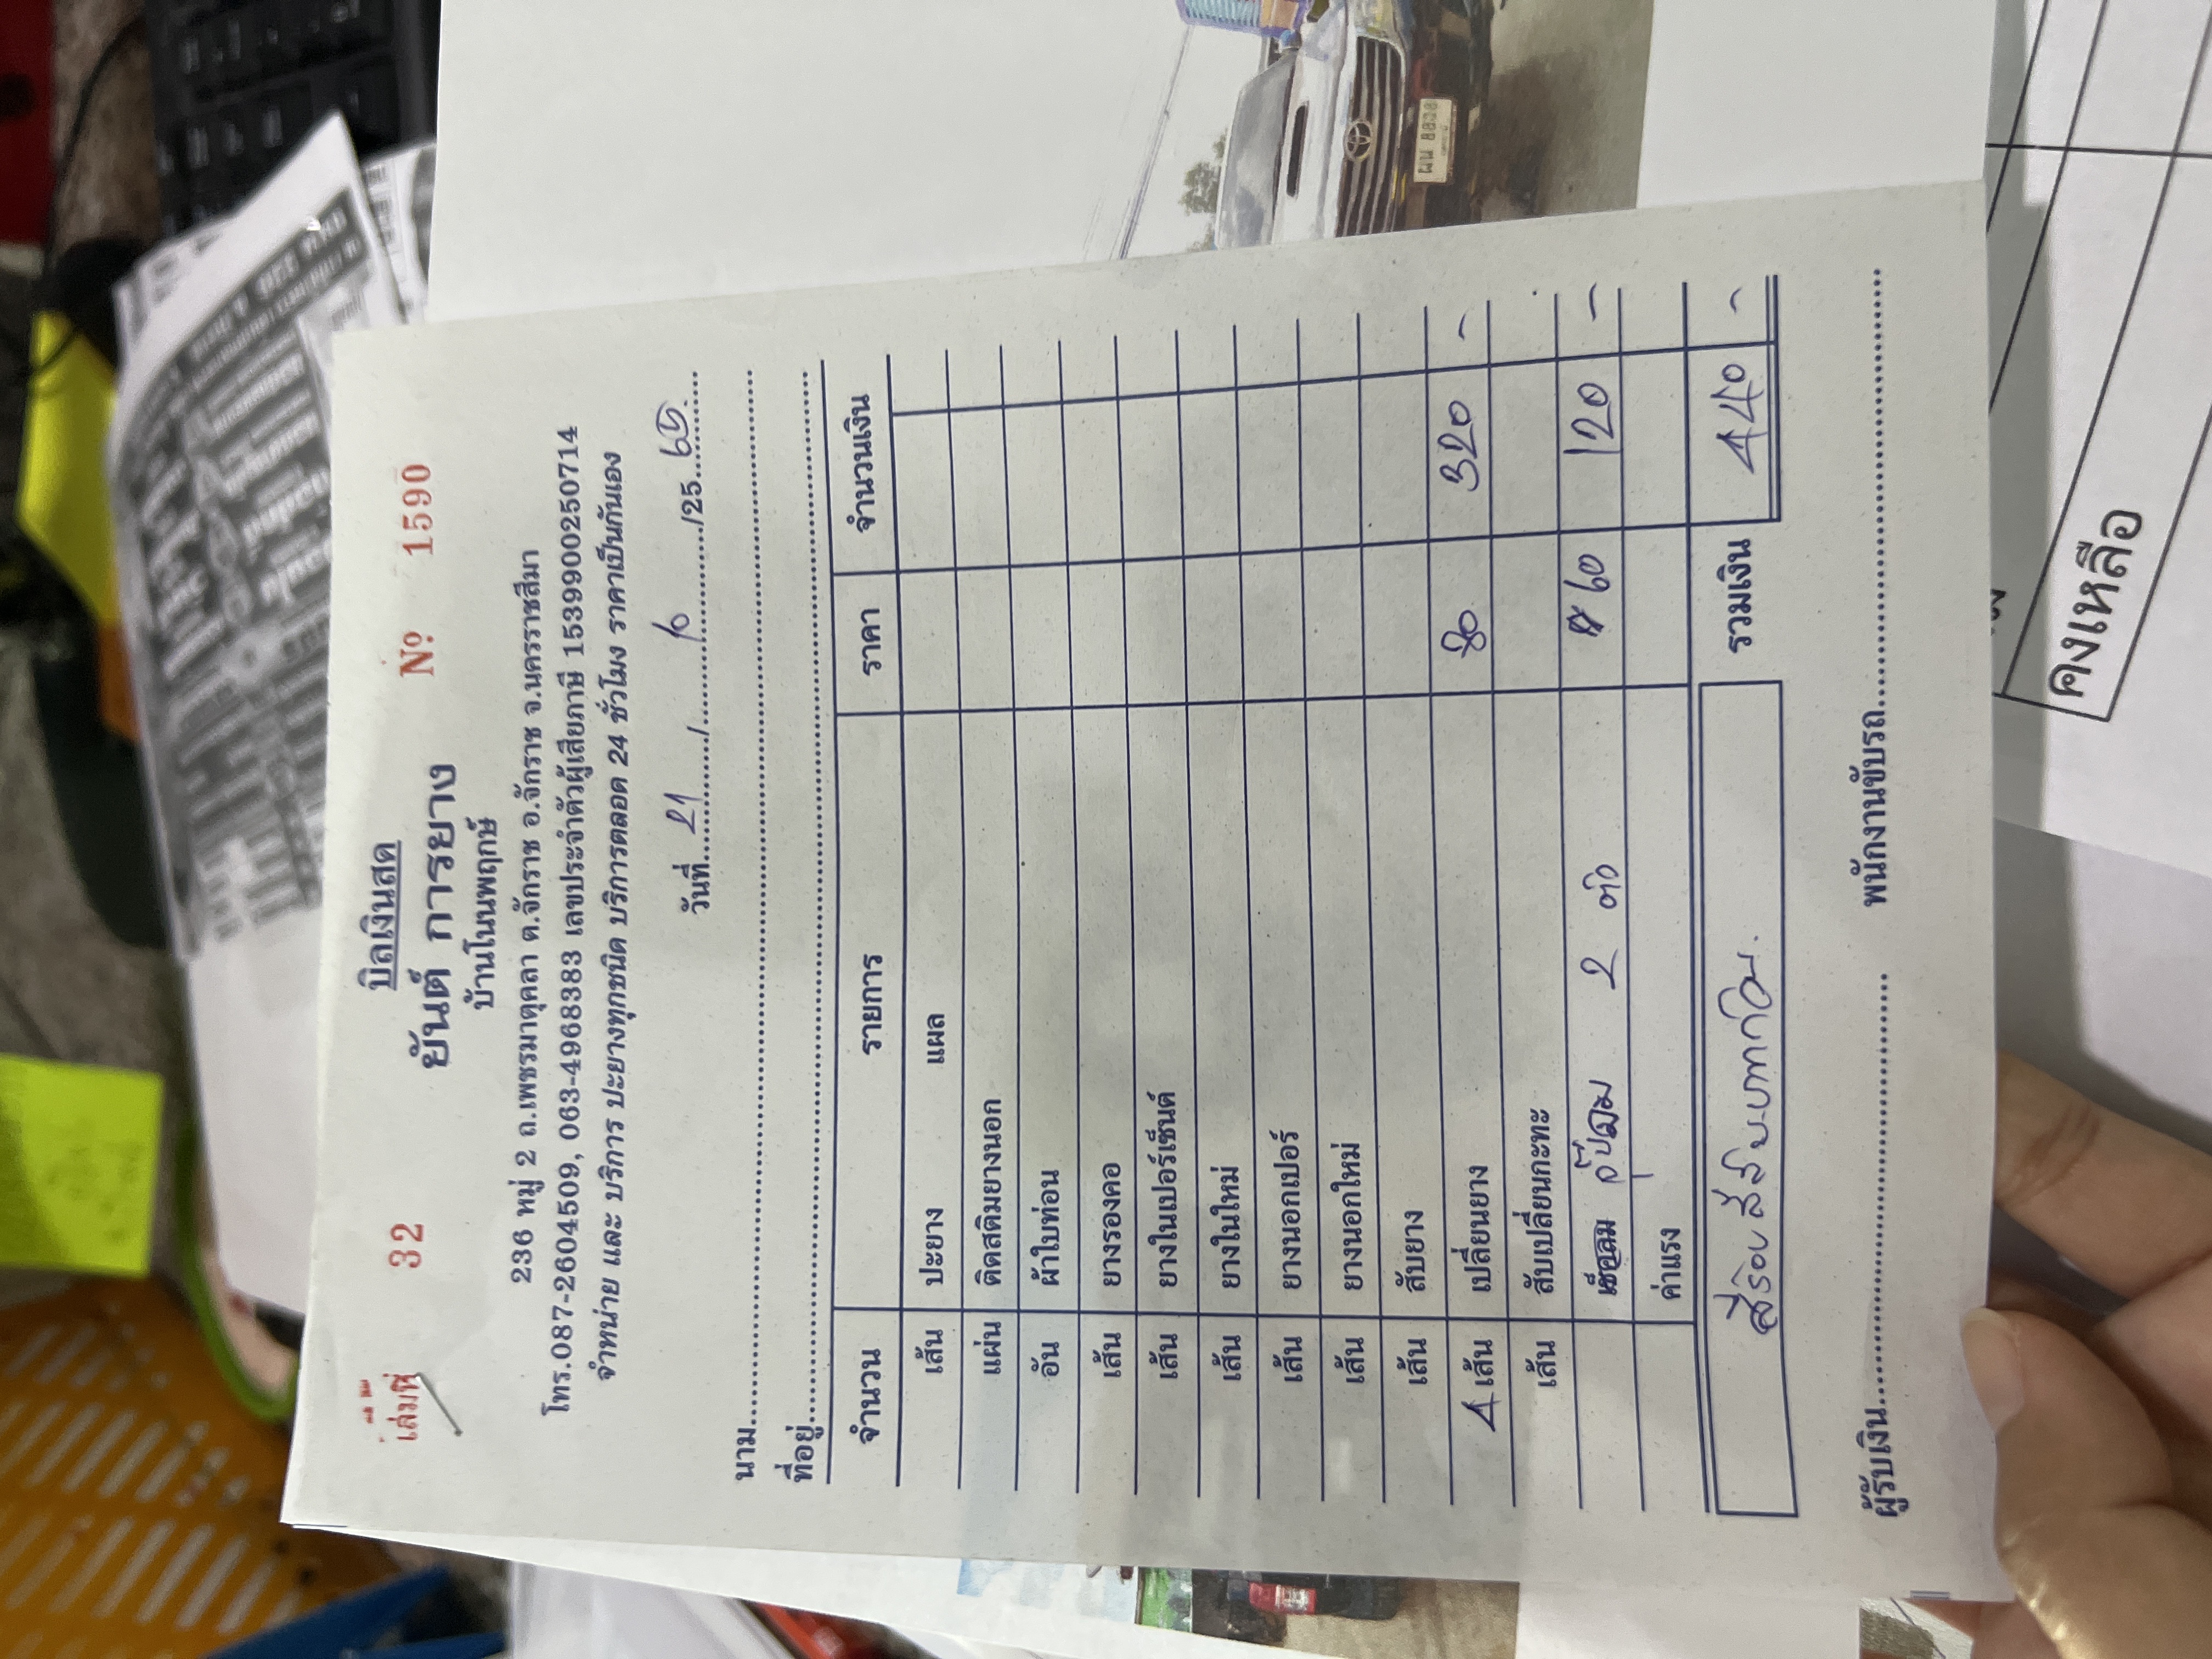 เล่มที่ 32 Nº 1590
บิลเงินสด
ยันต์ การยาง
บ้านโนนพฤกษ์
236 หมู่ 2 ถ.เพชรมาตุคลา ต.จักราช อ.จักราช จ.นครราชสีมา
โทร.087-2604509, 063-4968383 เลขประจำตัวผู้เสียภาษี 1539900250714
จำหน่าย และ บริการ ปะยางทุกชนิด บริการตลอด 24 ชั่วโมง ราคาเป็นกันเอง
วันที่ 21 / 10 /25
นาม
ที่อยู่
จำนวน รายการ ราคา จำนวนเงิน
เส้น ปะยาง แผล
แผ่น ติดสติมยางนอก
อัน ผ้าใบท่อน
เส้น ยางรองคอ
เส้น ยางในเปอร์เซ็นต์
เส้น ยางในใหม่
เส้น ยางนอกเปอร์
เส้น ยางนอกใหม่
เส้น สับยาง
4 เส้น เปลี่ยนยาง 80 320 -
เส้น สับเปลี่ยนกะทะ
2 60 120 -
ค่าแรง
สี่ร้อยสี่สิบบาทถ้วน. รวมเงิน 440 -
ผู้รับเงิน พนักงานขับรถ
คงเหลือ